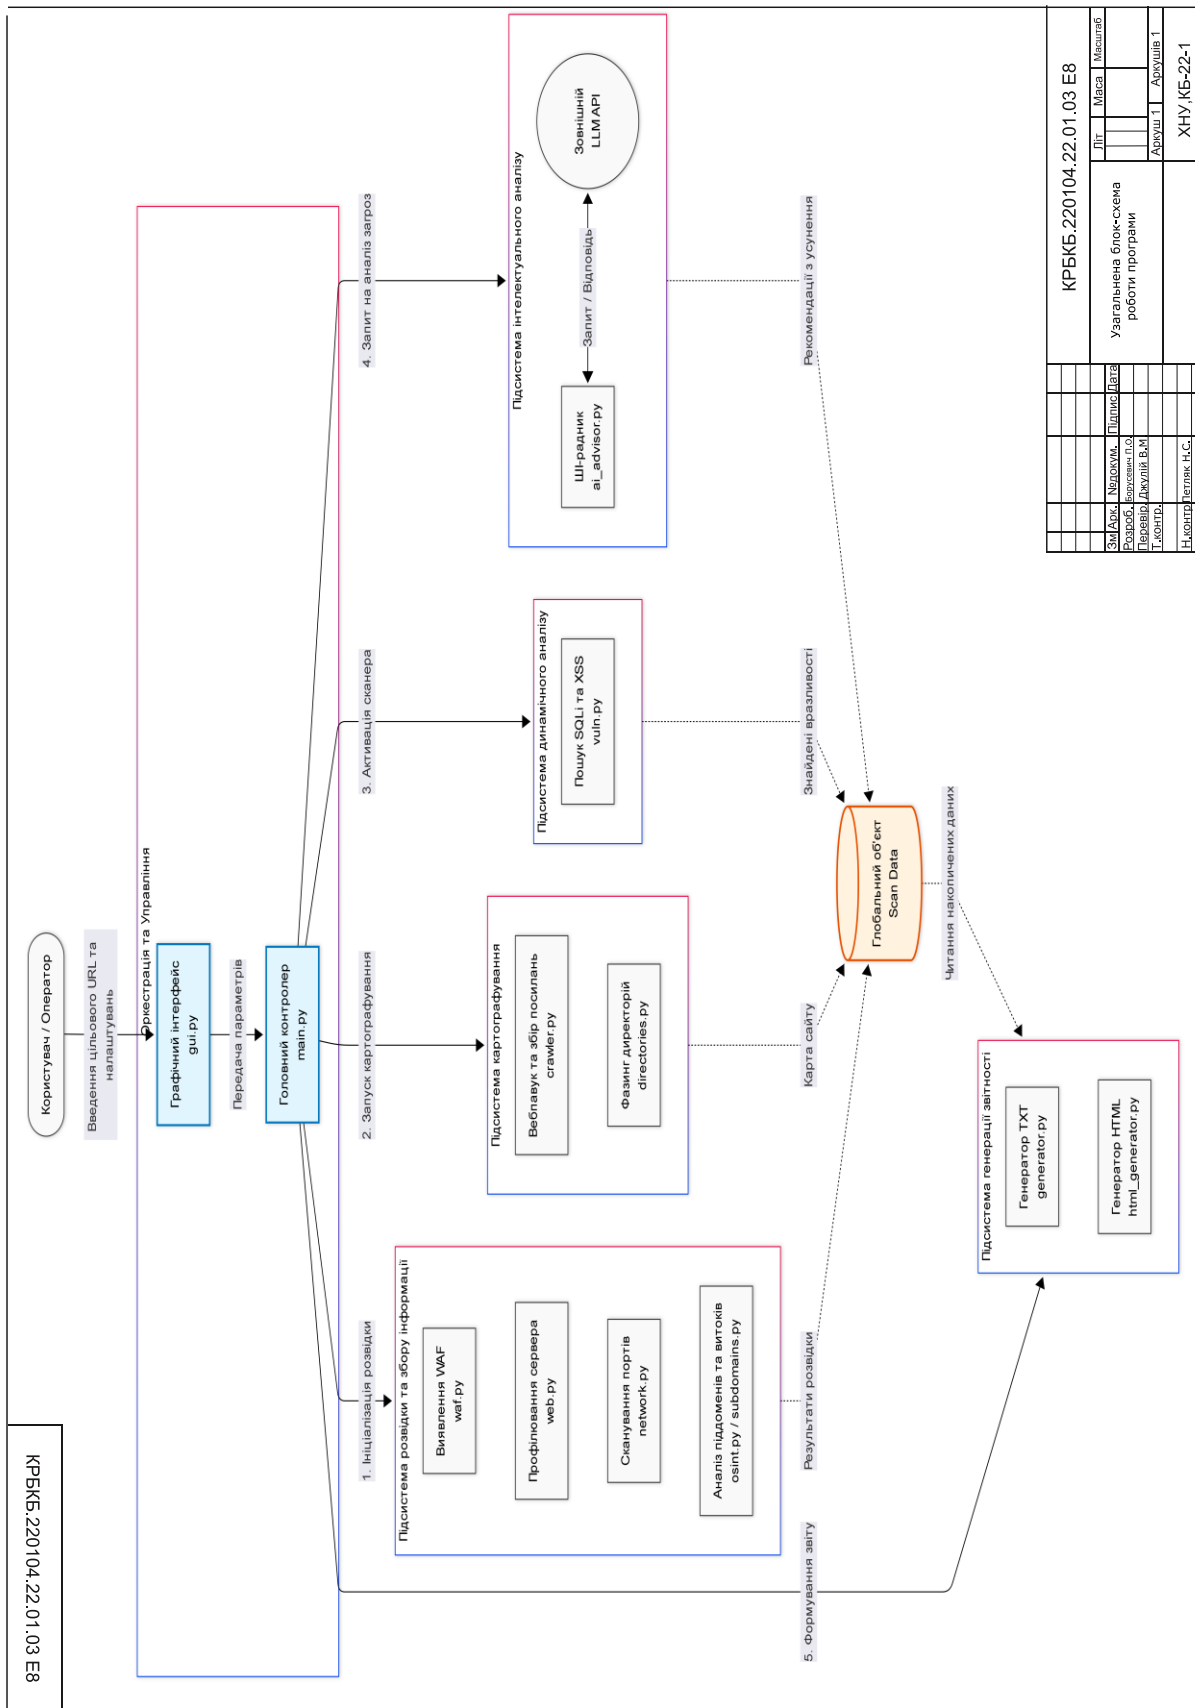 КРБКБ.220104.22.01.03 Е8
Користувач / Оператор
Введення цільового URL та
налаштувань
Оркестрація та Управління
Графічний інтерфейс
gui.py
Передача параметрів
Головний контролер
main.py
1. Ініціалізація розвідки
2. Запуск картографування
3. Активація сканера
4. Запит на аналіз загроз
Підсистема розвідки та збору інформації
Виявлення WAF
waf.py
Профілювання сервера
web.py
Сканування портів
network.py
Аналіз піддоменів та витоків
osint.py / subdomains.py
Підсистема картографування
Вебпавук та збір посилань
crawler.py
Фазинг директорій
directories.py
Підсистема динамічного аналізу
Пошук SQLi та XSS
vuln.py
Підсистема інтелектуального аналізу
ШІ-радник
ai_advisor.py
Запит / Відповідь
Зовнішній
LLM API
5. Формування звіту
Результати розвідки
Карта сайту
Знайдені вразливості
Рекомендації з усунення
Глобальний об'єкт
Scan Data
Читання накопичених даних
Підсистема генерації звітності
Генератор TXT
generator.py
Генератор HTML
html_generator.py
КРБКБ.220104.22.01.03 Е8
Зм Арк. №докум. Підпис Дата
Розроб. Борусевич П.О.
Перевір. Джулій В.М
Т.контр.
Н.контр Петляк Н.С.
Узагальнена блок-схема
роботи програми
Літ Маса Масштаб
Аркуш 1 Аркушів 1
ХНУ,КБ-22-1